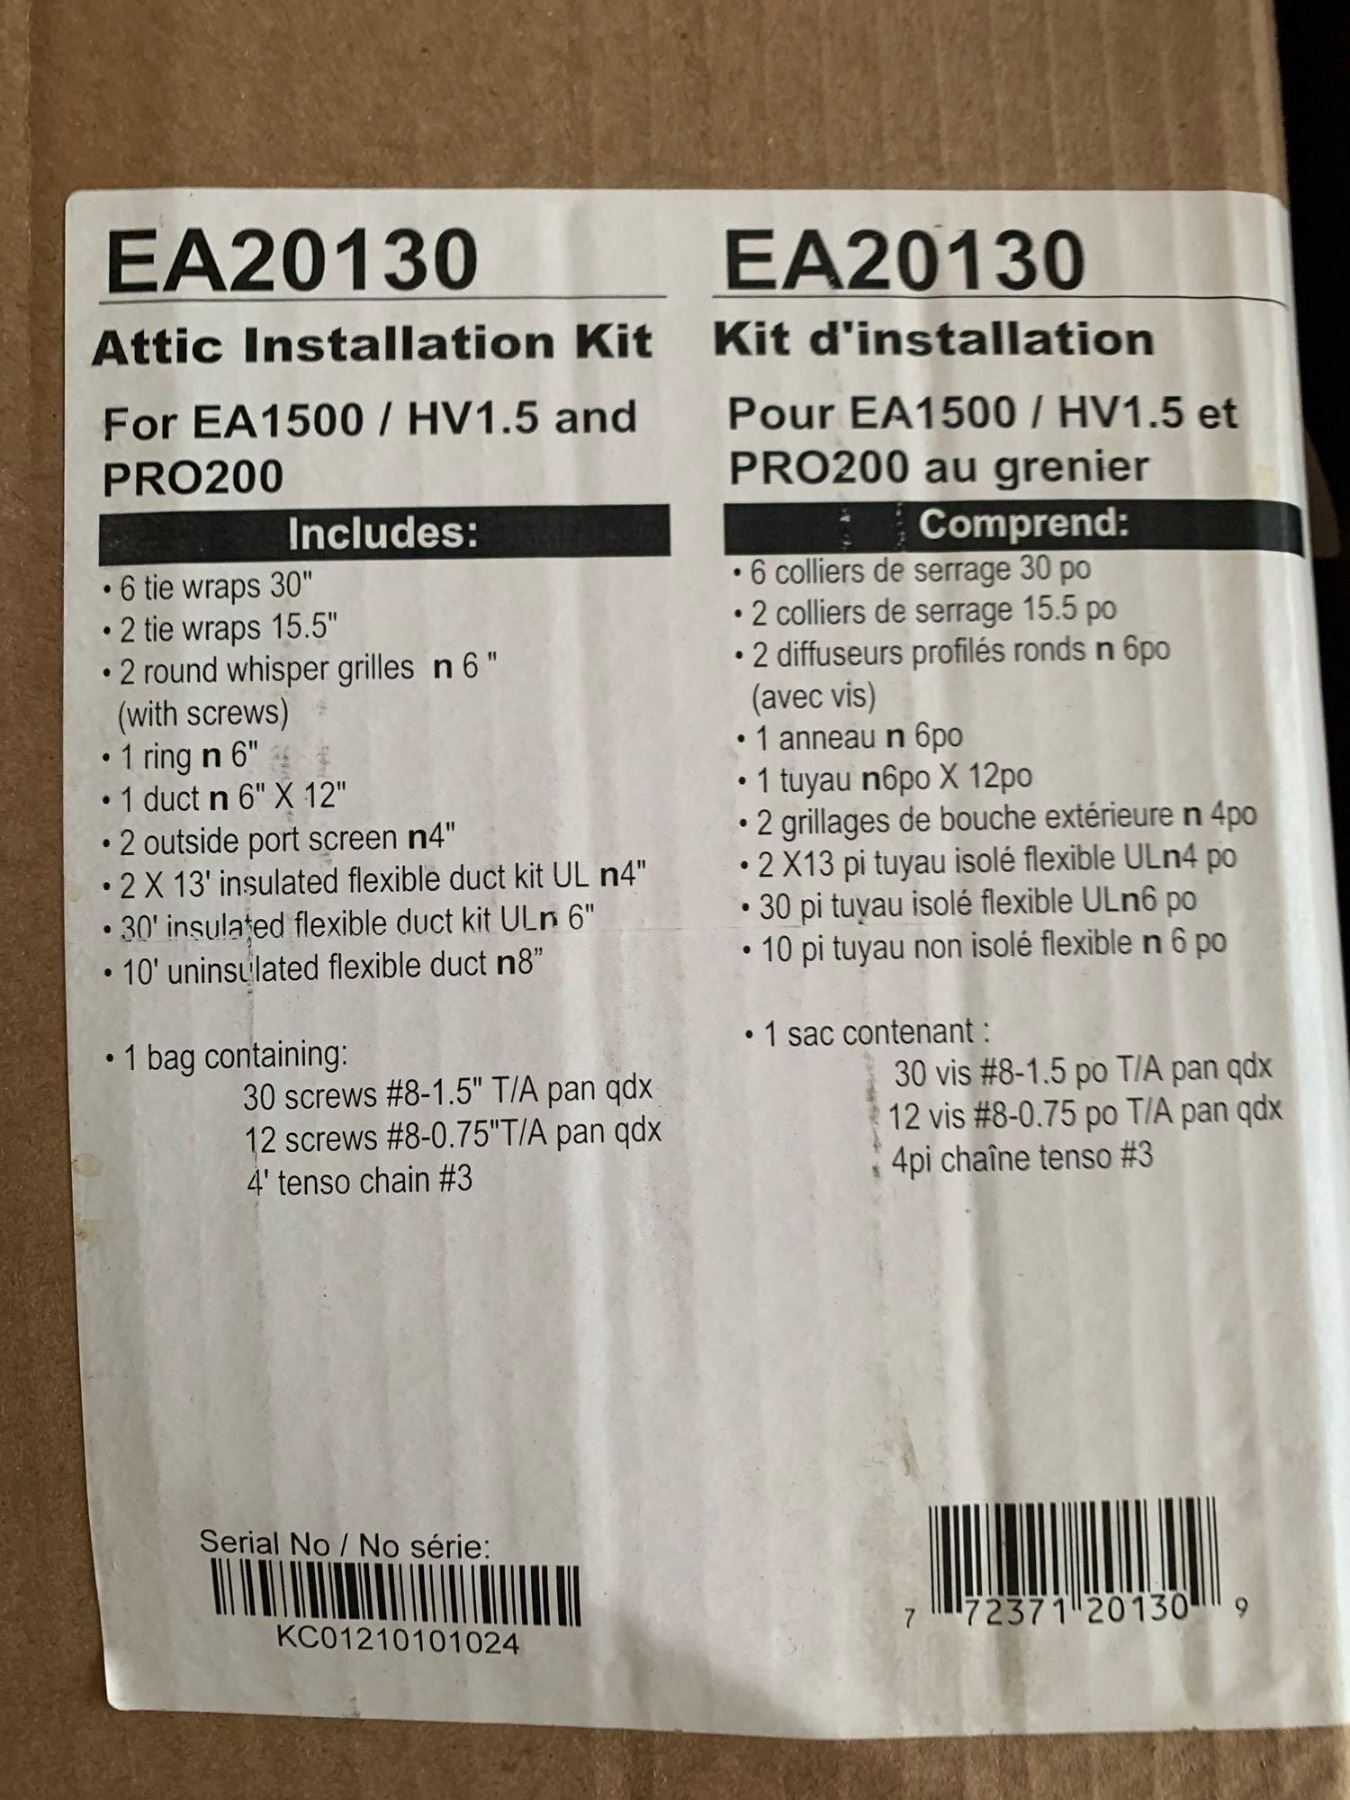 EA20130
Attic Installation Kit
For EA1500 / HV1.5 and
PRO200
Includes:
• 6 tie wraps 30"
• 2 tie wraps 15.5"
• 2 round whisper grilles n 6 "
(with screws)
• 1 ring n 6"
• 1 duct n 6" X 12"
• 2 outside port screen n4"
• 2 X 13' insulated flexible duct kit UL n4"
• 30' insulated flexible duct kit ULn 6"
• 10' uninsulated flexible duct n8”
• 1 bag containing:
30 screws #8-1.5" T/A pan qdx
12 screws #8-0.75"T/A pan qdx
4' tenso chain #3
Serial No / No série:
KC01210101024
EA20130
Kit d'installation
Pour EA1500 / HV1.5 et
PRO200 au grenier
Comprend:
• 6 colliers de serrage 30 po
• 2 colliers de serrage 15.5 po
• 2 diffuseurs profilés ronds n 6po
(avec vis)
• 1 anneau n 6po
• 1 tuyau n6po X 12po
• 2 grillages de bouche extérieure n 4po
• 2 X13 pi tuyau isolé flexible ULn4 po
• 30 pi tuyau isolé flexible ULn6 po
• 10 pi tuyau non isolé flexible n 6 po
• 1 sac contenant :
30 vis #8-1.5 po T/A pan qdx
12 vis #8-0.75 po T/A pan qdx
4pi chaîne tenso #3
7 72371 20130 9